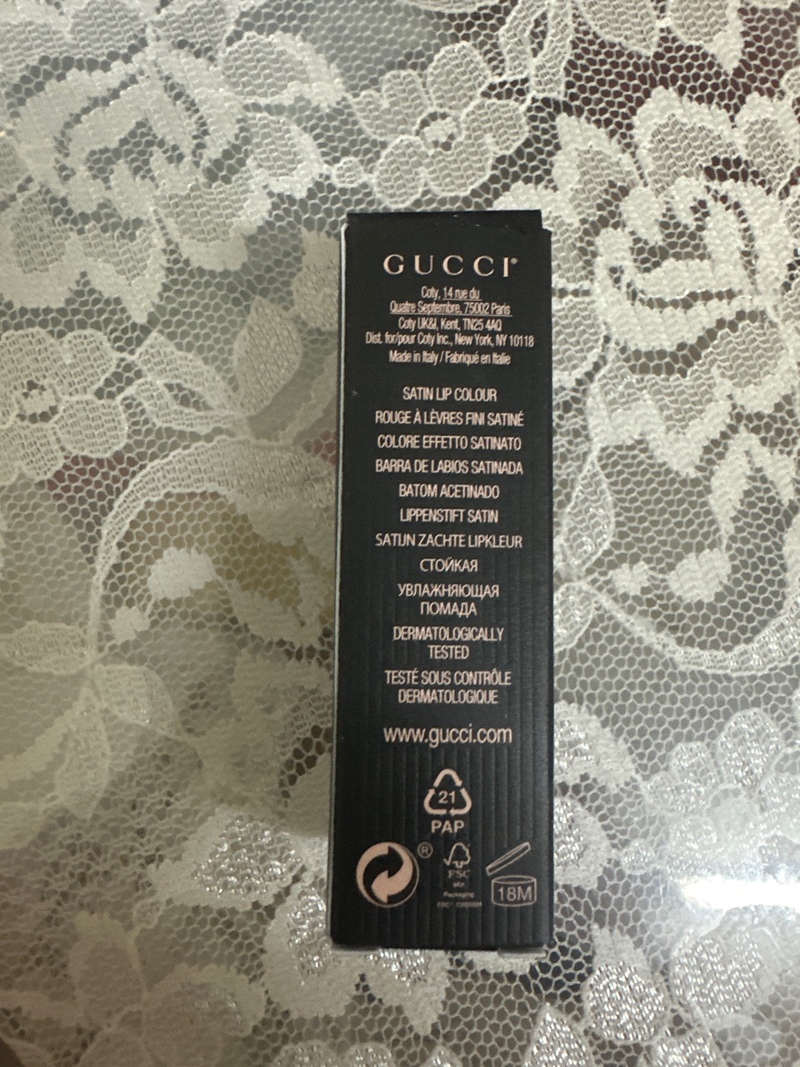 GUCCI®
Coty, 14 rue du
Quatre Septembre, 75002 Paris
Coty UK&I, Kent, TN25 4AQ
Dist. for/pour Coty Inc., New York, NY 10118
Made in Italy / Fabriqué en Italie
SATIN LIP COLOUR
ROUGE À LÈVRES FINI SATINÉ
COLORE EFFETTO SATINATO
BARRA DE LABIOS SATINADA
BATOM ACETINADO
LIPPENSTIFT SATIN
SATIJN ZACHTE LIPKLEUR
СТОЙКАЯ
УВЛАЖНЯЮЩАЯ
ПОМАДА
DERMATOLOGICALLY
TESTED
TESTÉ SOUS CONTRÔLE
DERMATOLOGIQUE
www.gucci.com
21
PAP
®
FSC
Packaging
18M